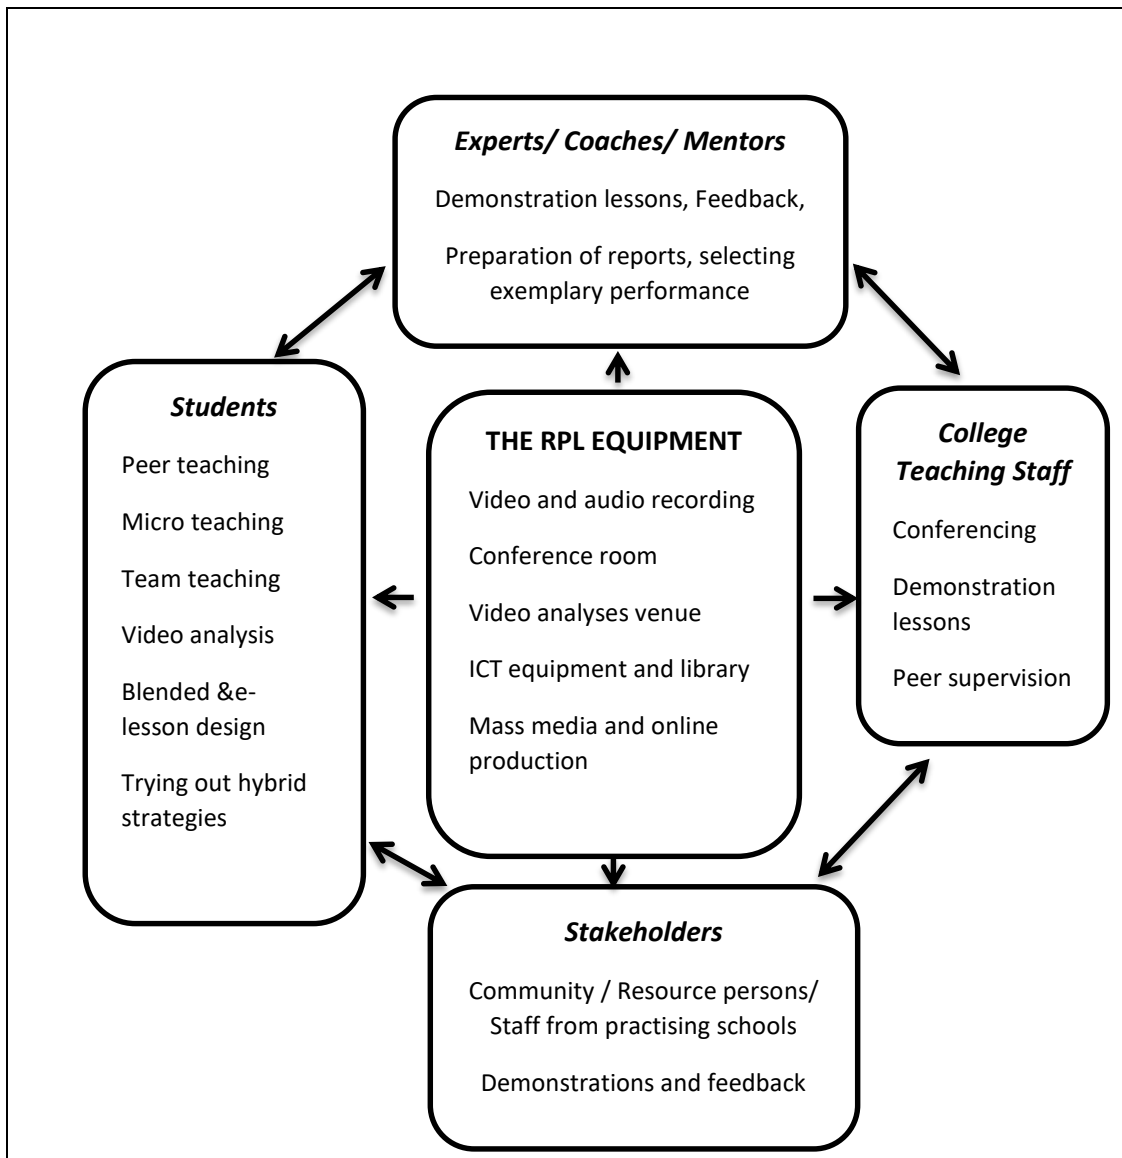 Experts/ Coaches/ Mentors
Demonstration lessons, Feedback,
Preparation of reports, selecting
exemplary performance
Students
Peer teaching
Micro teaching
Team teaching
Video analysis
Blended &e-
lesson design
Trying out hybrid
strategies
THE RPL EQUIPMENT
Video and audio recording
Conference room
Video analyses venue
ICT equipment and library
Mass media and online
production
College
Teaching Staff
Conferencing
Demonstration
lessons
Peer supervision
Stakeholders
Community / Resource persons/
Staff from practising schools
Demonstrations and feedback